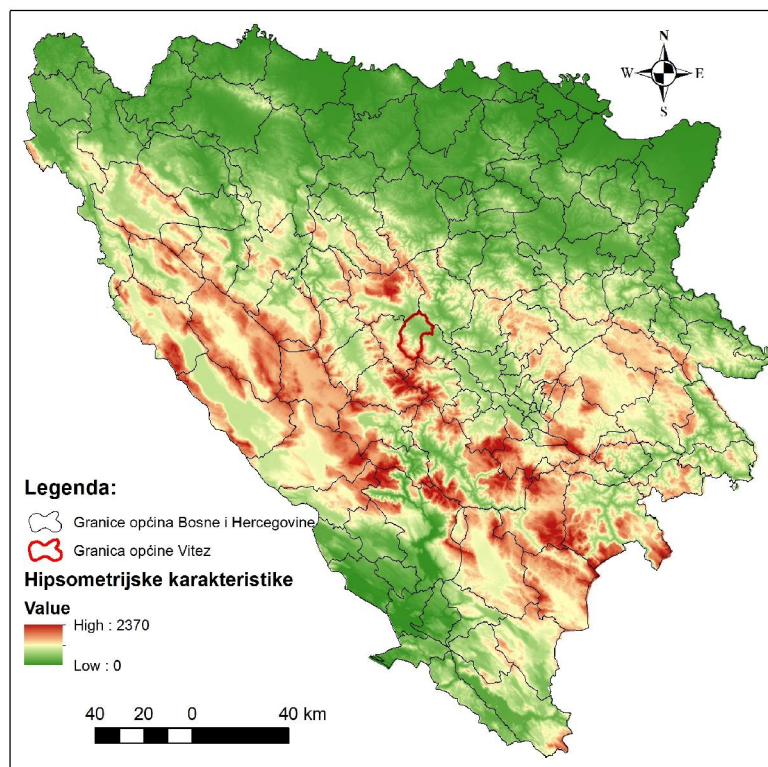 N
W E
S
Legenda:
Granice općina Bosne i Hercegovine
Granica općine Vitez
Hipsometrijske karakteristike
Value
High : 2370
Low : 0
40 20 0 40 km